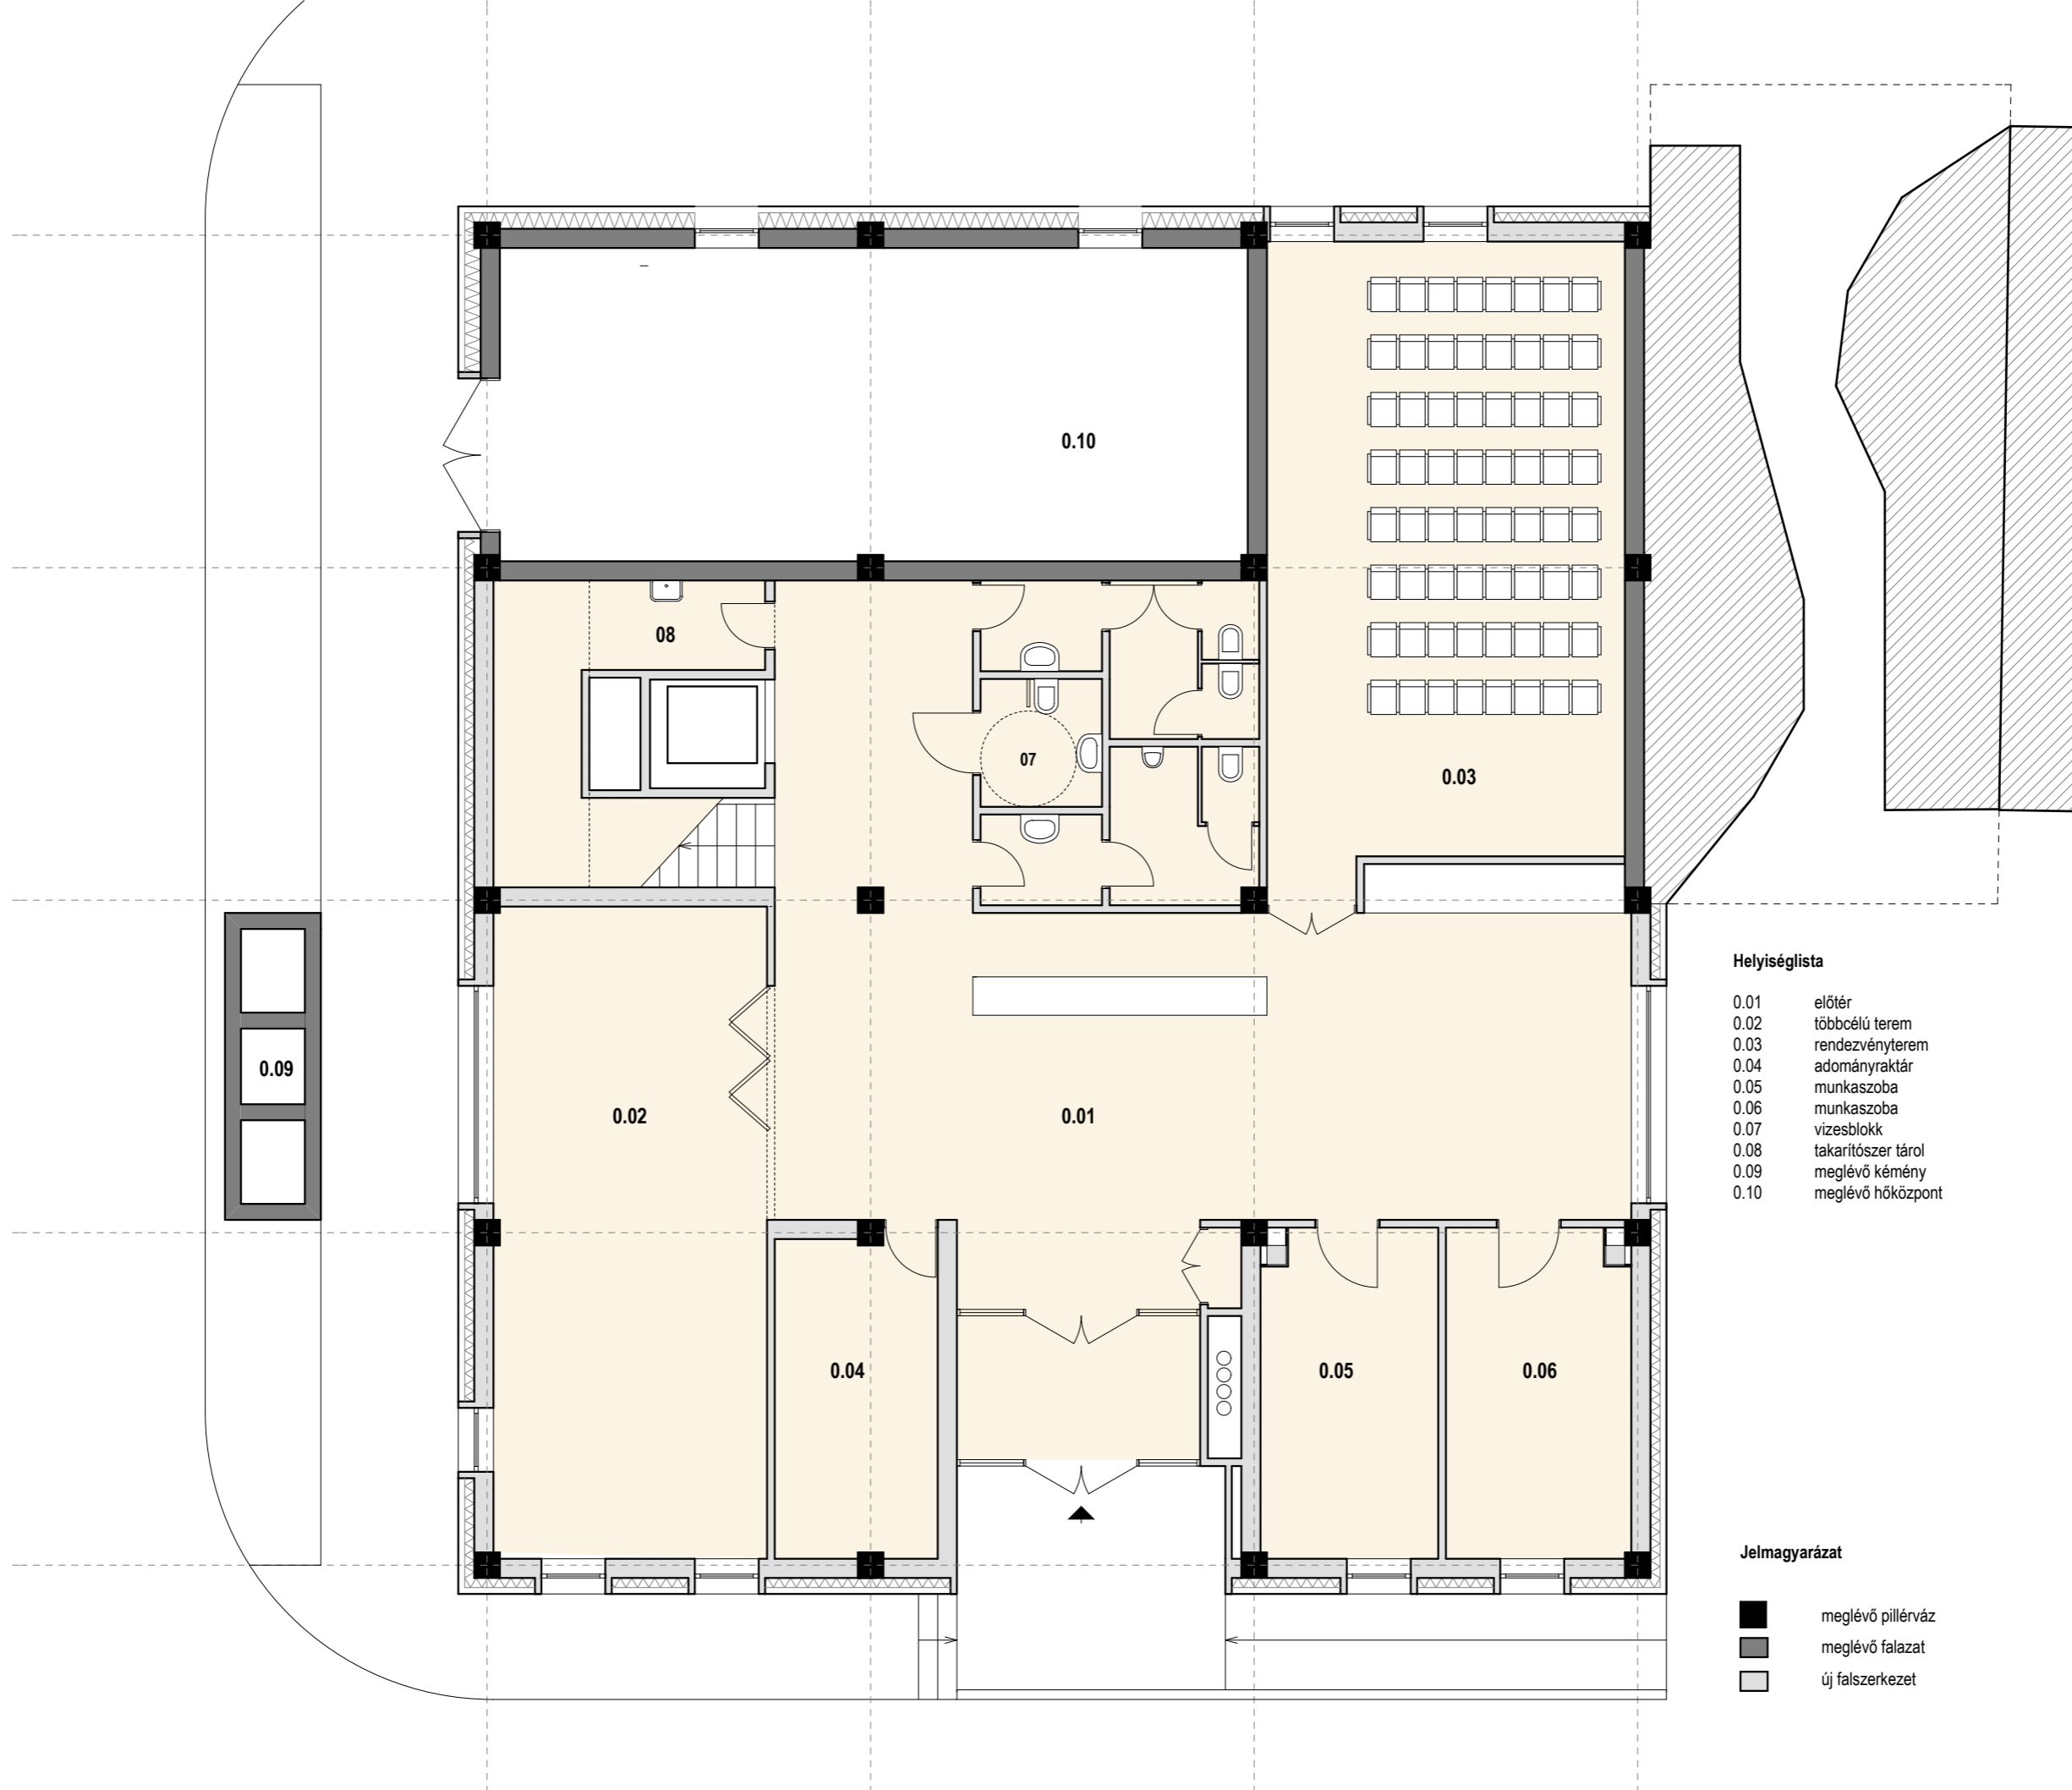 0.10
08
07
0.03
0.09
0.02
0.01
0.04
0.05
0.06
Helyiséglista
0.01 előtér
0.02 többcélú terem
0.03 rendezvényterem
0.04 adományraktár
0.05 munkaszoba
0.06 munkaszoba
0.07 vizesblokk
0.08 takarítószer tárol
0.09 meglévő kémény
0.10 meglévő hőközpont
Jelmagyarázat
meglévő pillérváz
meglévő falazat
új falszerkezet